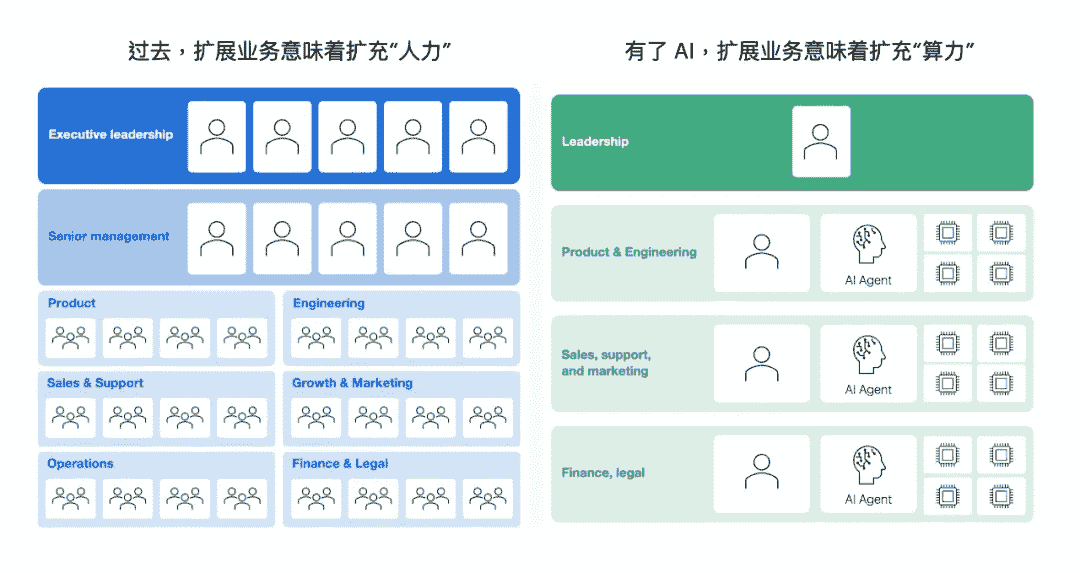 过去，扩展业务意味着扩充“人力”
Executive leadership
Senior management
Product
Engineering
Sales & Support
Growth & Marketing
Operations
Finance & Legal
有了 AI，扩展业务意味着扩充“算力”
Leadership
Product & Engineering
AI Agent
Sales, support,
and marketing
AI Agent
Finance, legal
AI Agent